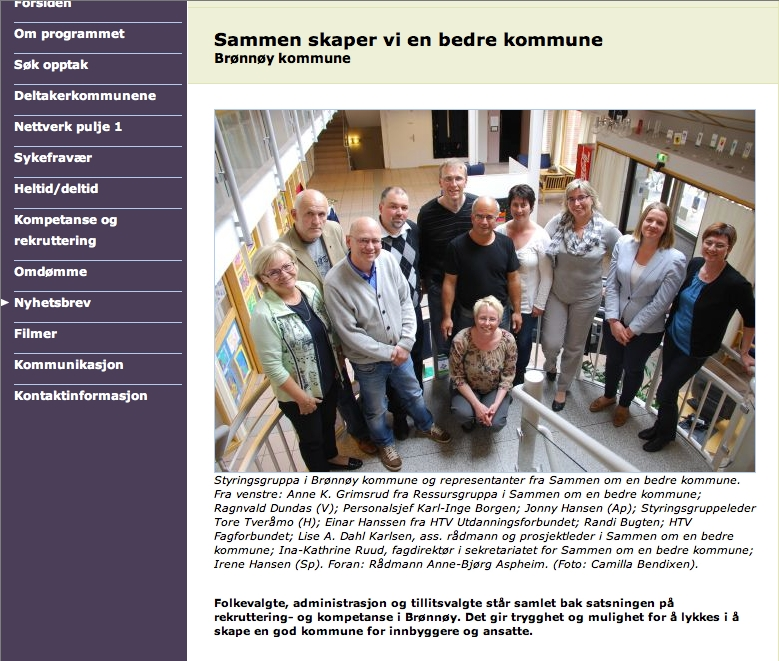 Forsiden
Om programmet
Søk opptak
Deltakerkommunene
Nettverk pulje 1
Sykefravær
Heltid/deltid
Kompetanse og
rekruttering
Omdømme
Nyhetsbrev
Filmer
Kommunikasjon
Kontaktinformasjon
Sammen skaper vi en bedre kommune
Brønnøy kommune
Styringsgruppa i Brønnøy kommune og representanter fra Sammen om en bedre kommune.
Fra venstre: Anne K. Grimsrud fra Ressursgruppa i Sammen om en bedre kommune;
Ragnvald Dundas (V); Personalsjef Karl-Inge Borgen; Jonny Hansen (Ap); Styringsgruppeleder
Tore Tveråmo (H); Einar Hanssen fra HTV Utdanningsforbundet; Randi Bugten; HTV
Fagforbundet; Lise A. Dahl Karlsen, ass. rådmann og prosjektleder i Sammen om en bedre
kommune; Ina-Kathrine Ruud, fagdirektør i sekretariatet for Sammen om en bedre kommune;
Irene Hansen (Sp). Foran: Rådmann Anne-Bjørg Aspheim. (Foto: Camilla Bendixen).
Folkevalgte, administrasjon og tillitsvalgte står samlet bak satsningen på
rekruttering- og kompetanse i Brønnøy. Det gir trygghet og mulighet for å lykkes i å
skape en god kommune for innbyggere og ansatte.